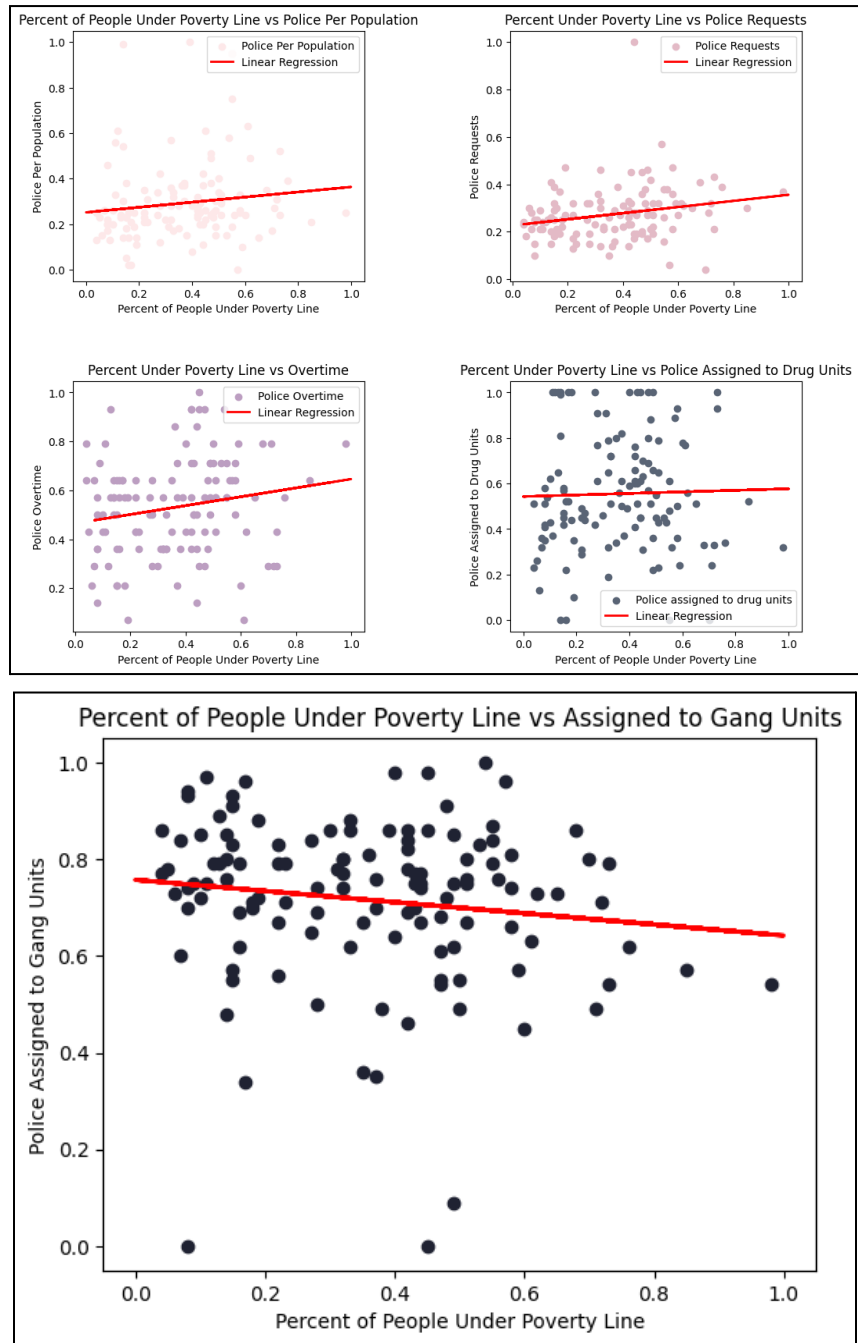 Percent of People Under Poverty Line vs Police Per Population
Police Per Population
Linear Regression
1.0
0.8
0.6
0.4
0.2
0.0
Police Per Population
0.0 0.2 0.4 0.6 0.8 1.0
Percent of People Under Poverty Line
Percent Under Poverty Line vs Police Requests
Police Requests
Linear Regression
1.0
0.8
0.6
0.4
0.2
0.0
Police Requests
0.0 0.2 0.4 0.6 0.8 1.0
Percent of People Under Poverty Line
Percent Under Poverty Line vs Overtime
Police Overtime
Linear Regression
1.0
0.8
0.6
0.4
0.2
Police Overtime
0.0 0.2 0.4 0.6 0.8 1.0
Percent of People Under Poverty Line
Percent Under Poverty Line vs Police Assigned to Drug Units
1.0
0.8
0.6
0.4
0.2
0.0
Police Assigned to Drug Units
Police assigned to drug units
Linear Regression
0.0 0.2 0.4 0.6 0.8 1.0
Percent of People Under Poverty Line
Percent of People Under Poverty Line vs Assigned to Gang Units
1.0
0.8
0.6
0.4
0.2
0.0
Police Assigned to Gang Units
0.0 0.2 0.4 0.6 0.8 1.0
Percent of People Under Poverty Line